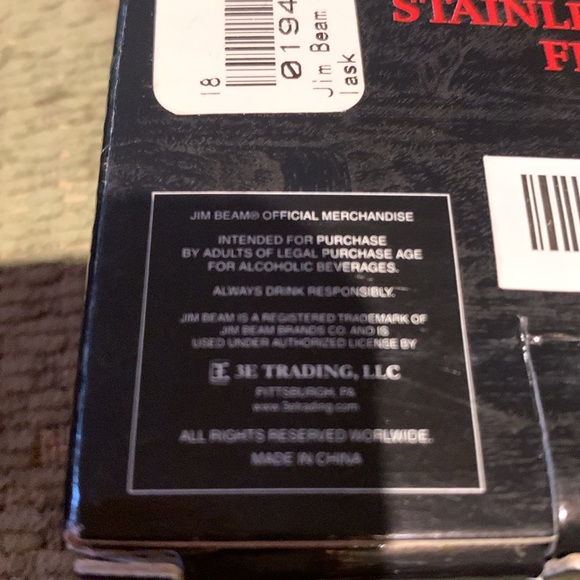 STAINL
F
18
0194
Jim Beam
lask
JIM BEAM® OFFICIAL MERCHANDISE
INTENDED FOR PURCHASE
BY ADULTS OF LEGAL PURCHASE AGE
FOR ALCOHOLIC BEVERAGES.
ALWAYS DRINK RESPONSIBLY.
JIM BEAM IS A REGISTERED TRADEMARK OF
JIM BEAM BRANDS CO. AND IS
USED UNDER AUTHORIZED LICENSE BY
3E TRADING, LLC
PITTSBURGH, PA
www.3etrading.com
ALL RIGHTS RESERVED WORLWIDE.
MADE IN CHINA